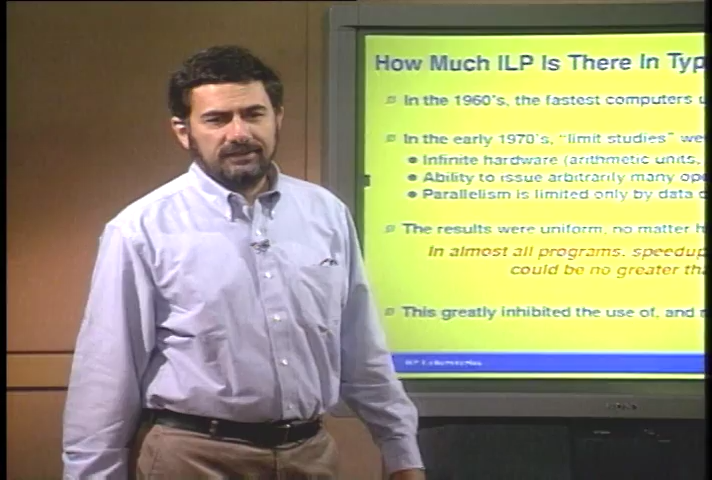 How Much ILP Is There In Typ
In the 1960's, the fastest computers u
In the early 1970's, "limit studies" we
Infinite hardware (arithmetic units,
Ability to issue arbitrarily many ope
Parallelism is limited only by data d
The results were uniform, no matter h
In almost all programs, speedup
could be no greater tha
This greatly inhibited the use of, and r
HP Laboratories